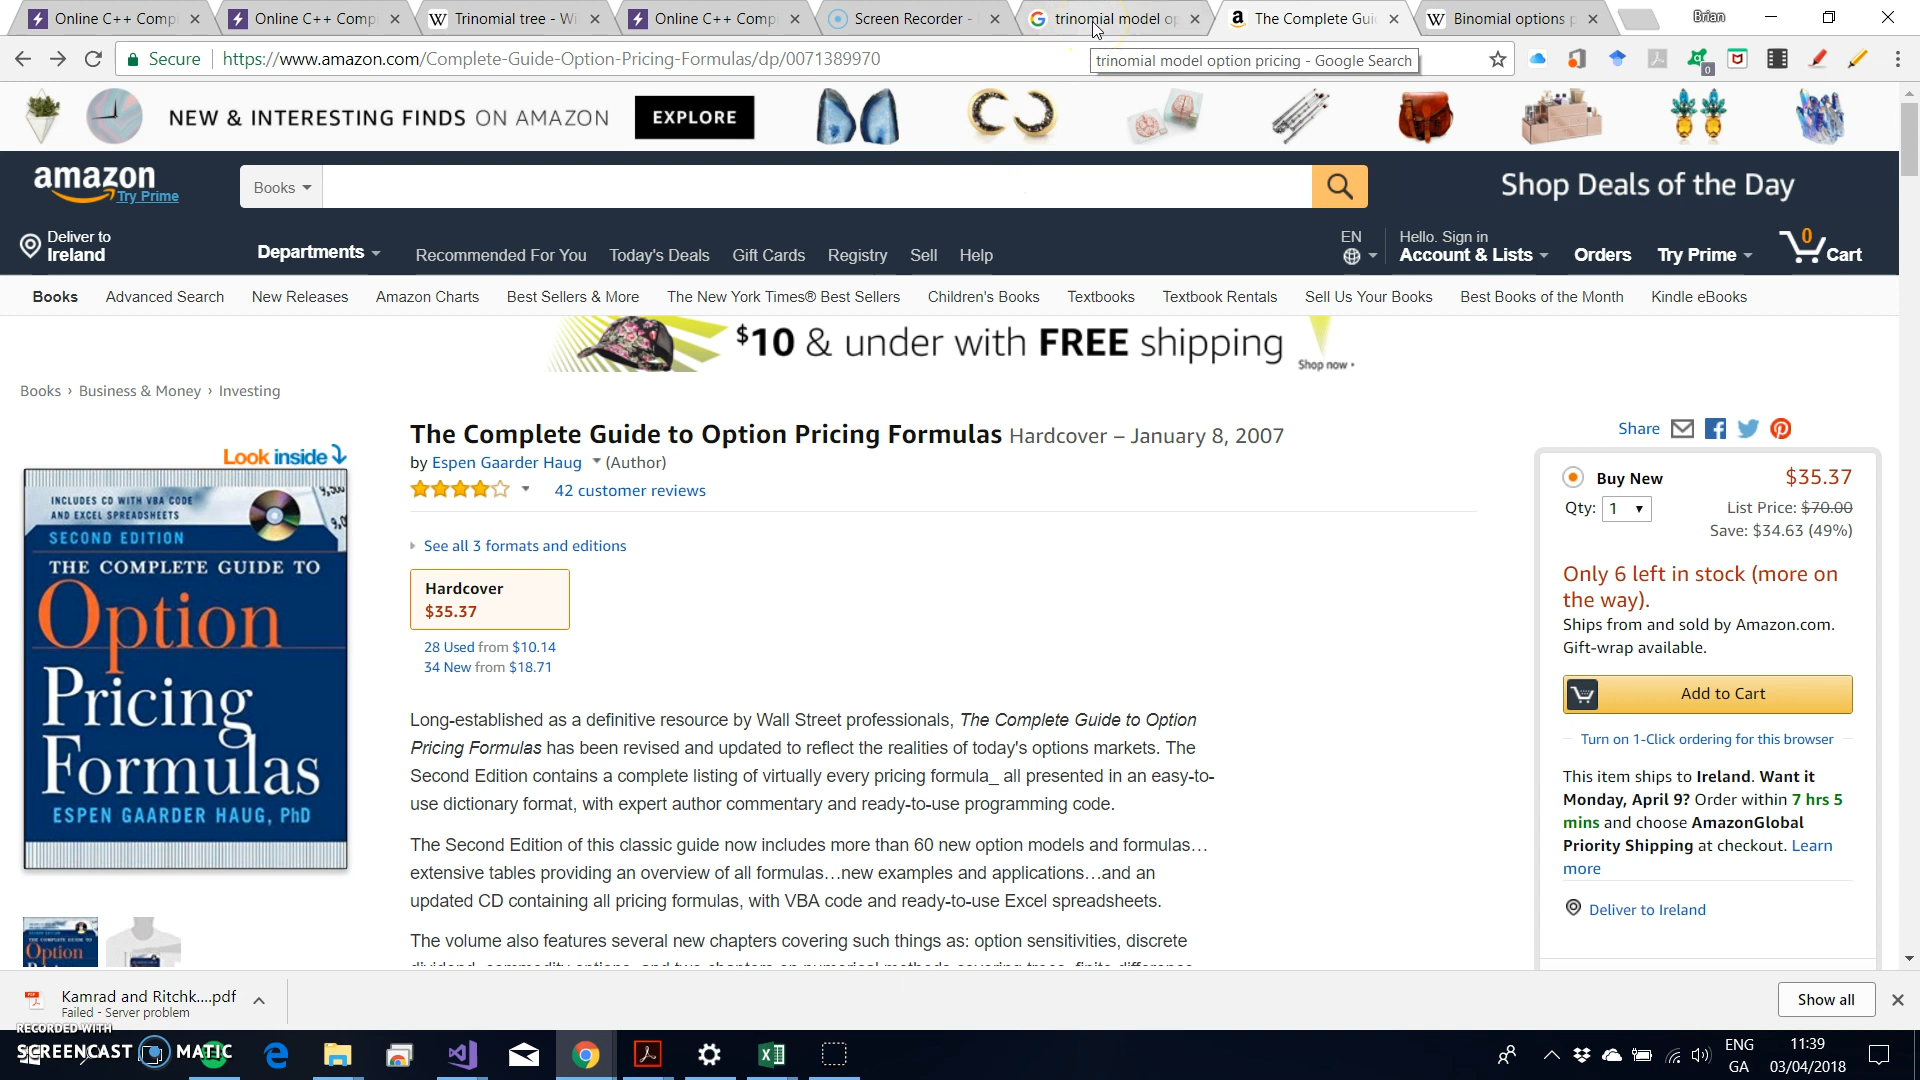 Online C++ Comp
Online C++ Comp
Trinomial tree - Wi
Online C++ Comp
Screen Recorder -
trinomial model op
The Complete Gui
Binomial options p
Brian
Secure
https://www.amazon.com/Complete-Guide-Option-Pricing-Formulas/dp/0071389970
trinomial model option pricing - Google Search
0
NEW & INTERESTING FINDS ON AMAZON
EXPLORE
amazon
Try Prime
Books
Shop Deals of the Day
Deliver to
Ireland
Departments
Recommended For You
Today's Deals
Gift Cards
Registry
Sell
Help
EN
Hello. Sign in
Account & Lists
Orders
Try Prime
0
Cart
Books
Advanced Search
New Releases
Amazon Charts
Best Sellers & More
The New York Times® Best Sellers
Children's Books
Textbooks
Textbook Rentals
Sell Us Your Books
Best Books of the Month
Kindle eBooks
$10 & under with FREE shipping
Shop now
Books › Business & Money › Investing
Look inside
INCLUDES CD WITH VBA CODE
AND EXCEL SPREADSHEETS
SECOND EDITION
THE COMPLETE GUIDE TO
Option
Pricing
Formulas
ESPEN GAARDER HAUG, PhD
The Complete Guide to Option Pricing Formulas Hardcover – January 8, 2007
by Espen Gaarder Haug (Author)
42 customer reviews
See all 3 formats and editions
Hardcover
$35.37
28 Used from $10.14
34 New from $18.71
Long-established as a definitive resource by Wall Street professionals, The Complete Guide to Option
Pricing Formulas has been revised and updated to reflect the realities of today's options markets. The
Second Edition contains a complete listing of virtually every pricing formula_ all presented in an easy-to-
use dictionary format, with expert author commentary and ready-to-use programming code.
The Second Edition of this classic guide now includes more than 60 new option models and formulas…
extensive tables providing an overview of all formulas…new examples and applications…and an
updated CD containing all pricing formulas, with VBA code and ready-to-use Excel spreadsheets.
The volume also features several new chapters covering such things as: option sensitivities, discrete
Share
Buy New
$35.37
Qty: 1
List Price: $70.00
Save: $34.63 (49%)
Only 6 left in stock (more on
the way).
Ships from and sold by Amazon.com.
Gift-wrap available.
Add to Cart
Turn on 1-Click ordering for this browser
This item ships to Ireland. Want it
Monday, April 9? Order within 7 hrs 5
mins and choose AmazonGlobal
Priority Shipping at checkout. Learn
more
Deliver to Ireland
Kamrad and Ritchk....pdf
Failed - Server problem
Show all
RECORDED WITH
SCREENCAST MATIC
ENG
GA
11:39
03/04/2018